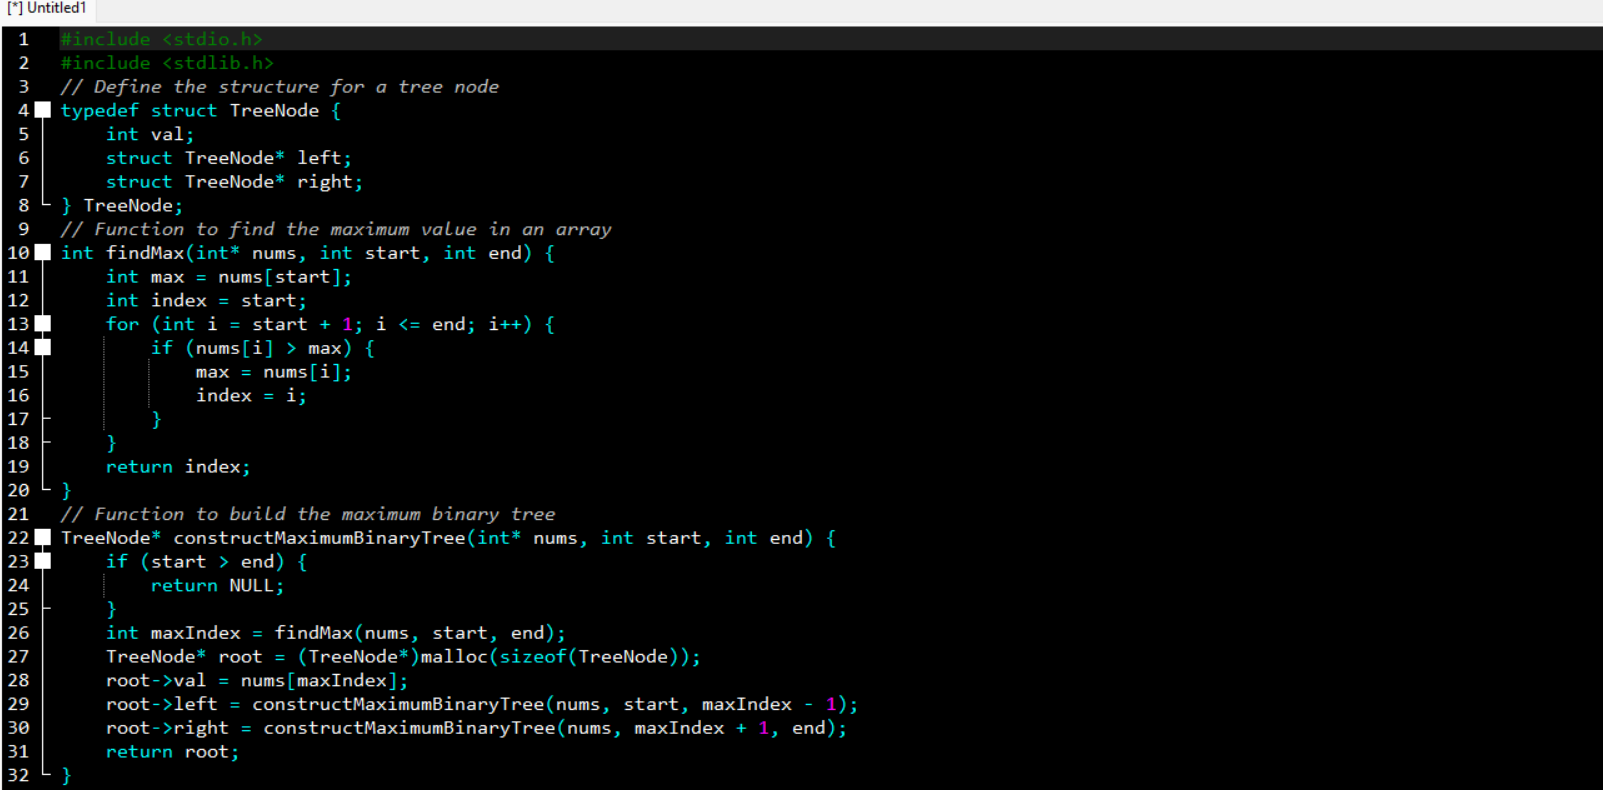 [*] Untitled1
1 #include <stdio.h>
2 #include <stdlib.h>
3 // Define the structure for a tree node
4 typedef struct TreeNode {
5     int val;
6     struct TreeNode* left;
7     struct TreeNode* right;
8 } TreeNode;
9 // Function to find the maximum value in an array
10 int findMax(int* nums, int start, int end) {
11     int max = nums[start];
12     int index = start;
13     for (int i = start + 1; i <= end; i++) {
14         if (nums[i] > max) {
15             max = nums[i];
16             index = i;
17         }
18     }
19     return index;
20 }
21 // Function to build the maximum binary tree
22 TreeNode* constructMaximumBinaryTree(int* nums, int start, int end) {
23     if (start > end) {
24         return NULL;
25     }
26     int maxIndex = findMax(nums, start, end);
27     TreeNode* root = (TreeNode*)malloc(sizeof(TreeNode));
28     root->val = nums[maxIndex];
29     root->left = constructMaximumBinaryTree(nums, start, maxIndex - 1);
30     root->right = constructMaximumBinaryTree(nums, maxIndex + 1, end);
31     return root;
32 }